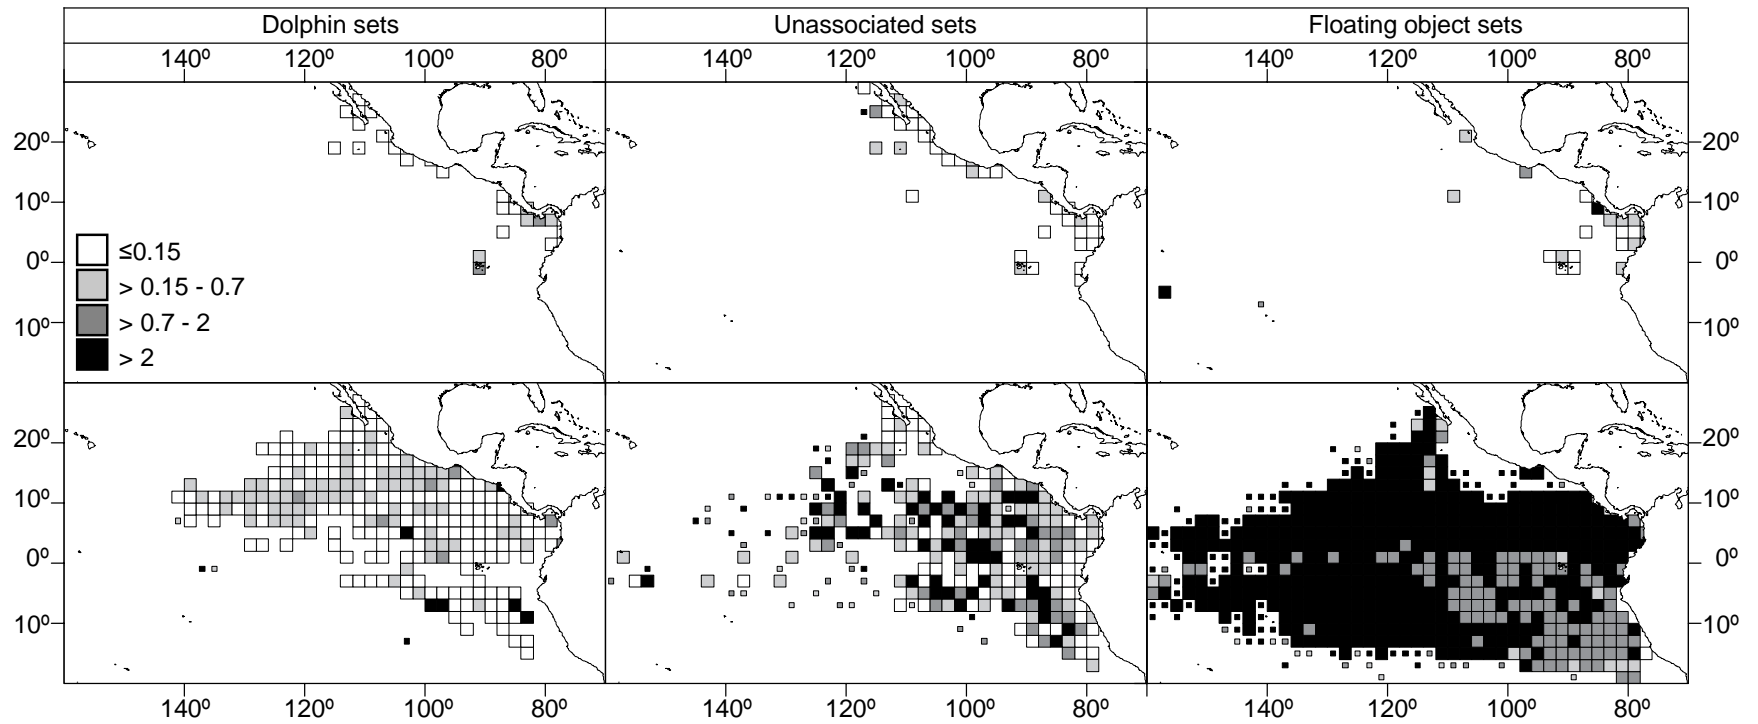 Dolphin sets Unassociated sets Floating object sets
140º 120º 100º 80º 140º 120º 100º 80º 140º 120º 100º 80º
20º 20º
10º 10º
≤0.15
0º 0º
> 0.15 - 0.7
> 0.7 - 2
10º 10º
> 2
20º 20º
10º 10º
0º 0º
10º 10º
140º 120º 100º 80º 140º 120º 100º 80º 140º 120º 100º 80º